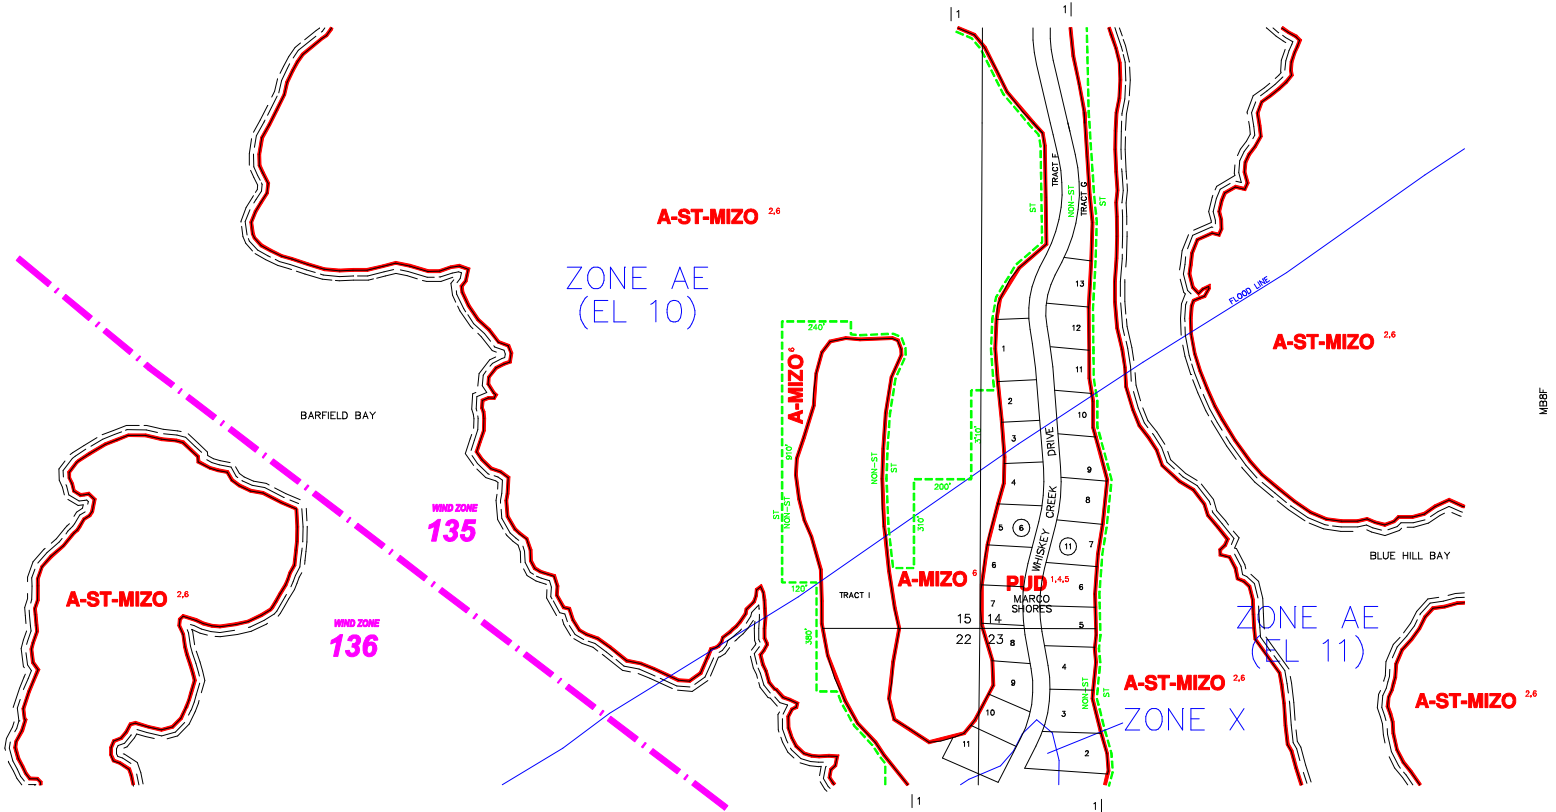 1
1
A-ST-MIZO 2,6
ZONE AE
(EL 10)
TRACT F
NON-ST
TRACT G
ST
ST
13
12
11
10
9
8
7
6
5
4
3
2
FLOOD LINE
A-ST-MIZO 2,6
MB8F
240'
A-MIZO 6
910'
ST
NON-ST
NON-ST
ST
310'
200'
310'
1
2
3
4
5
6
7
8
9
10
11
6
11
WHISKEY CREEK DRIVE
BARFIELD BAY
WIND ZONE
135
A-ST-MIZO 2,6
WIND ZONE
136
120'
TRACT I
380'
A-MIZO 6
PUD 1,4,5
MARCO
SHORES
15 14
22 23
BLUE HILL BAY
ZONE AE
(EL 11)
A-ST-MIZO 2,6
ZONE X
NON-ST
ST
A-ST-MIZO 2,6
1
1